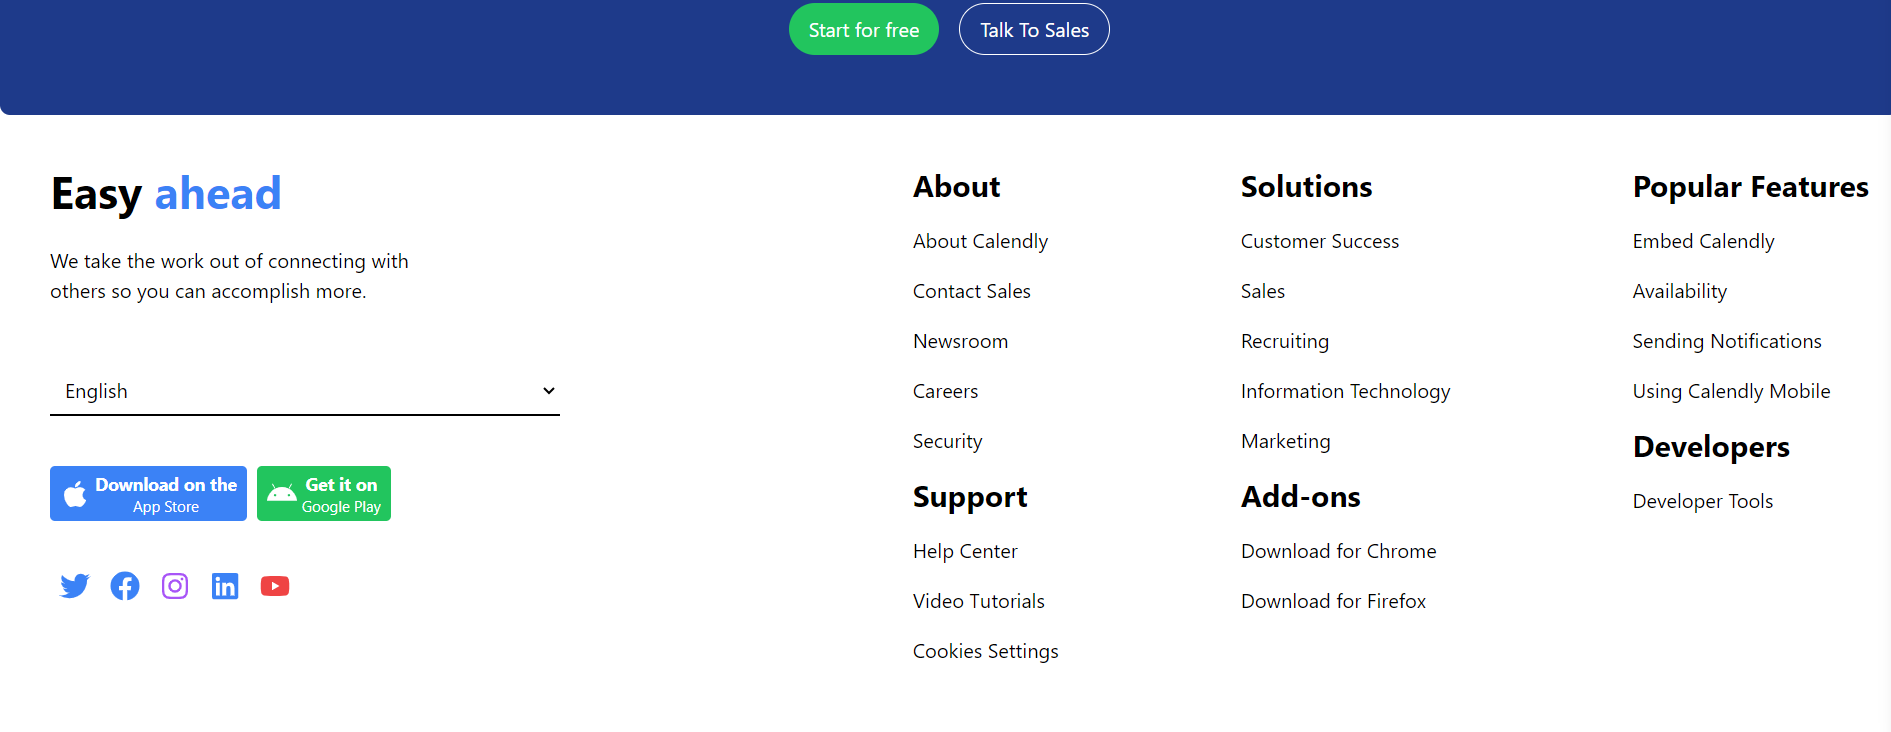 Start for free
Talk To Sales
Easy ahead
We take the work out of connecting with
others so you can accomplish more.
English
Download on the
App Store
Get it on
Google Play
About
About Calendly
Contact Sales
Newsroom
Careers
Security
Support
Help Center
Video Tutorials
Cookies Settings
Solutions
Customer Success
Sales
Recruiting
Information Technology
Marketing
Add-ons
Download for Chrome
Download for Firefox
Popular Features
Embed Calendly
Availability
Sending Notifications
Using Calendly Mobile
Developers
Developer Tools